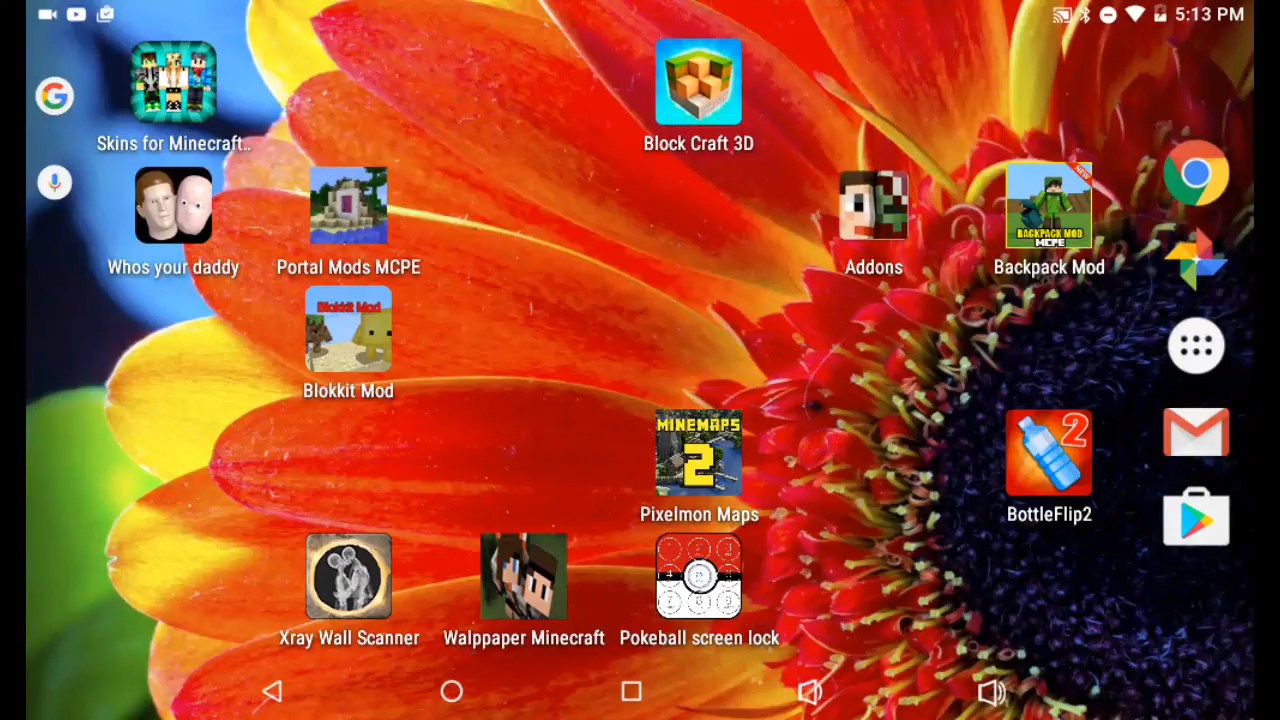 5:13 PM
Skins for Minecraft..
Block Craft 3D
Whos your daddy
Portal Mods MCPE
Addons
NEW
BACKPACK MOD
MCPE
Backpack Mod
Blokkit Mod
Blokkit Mod
MINEMAPS
2
Pixelmon Maps
2
BottleFlip2
Xray Wall Scanner
Walppaper Minecraft
Pokeball screen lock